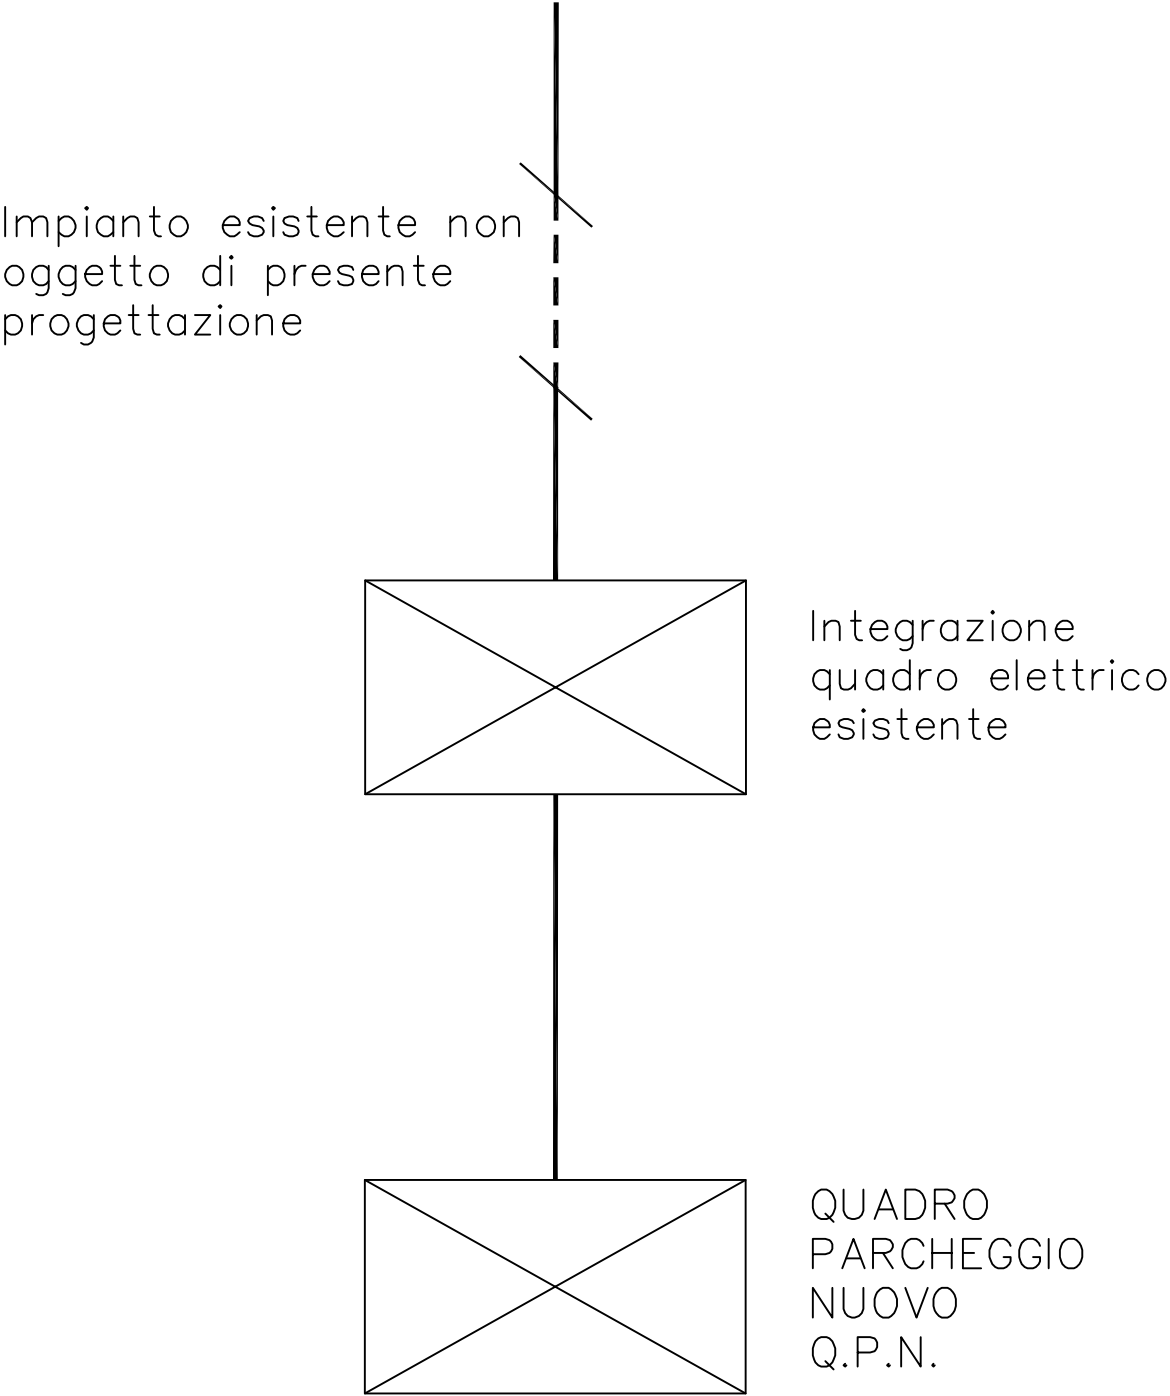 Impianto esistente non
oggetto di presente
progettazione
Integrazione
quadro elettrico
esistente
QUADRO
PARCHEGGIO
NUOVO
Q.P.N.